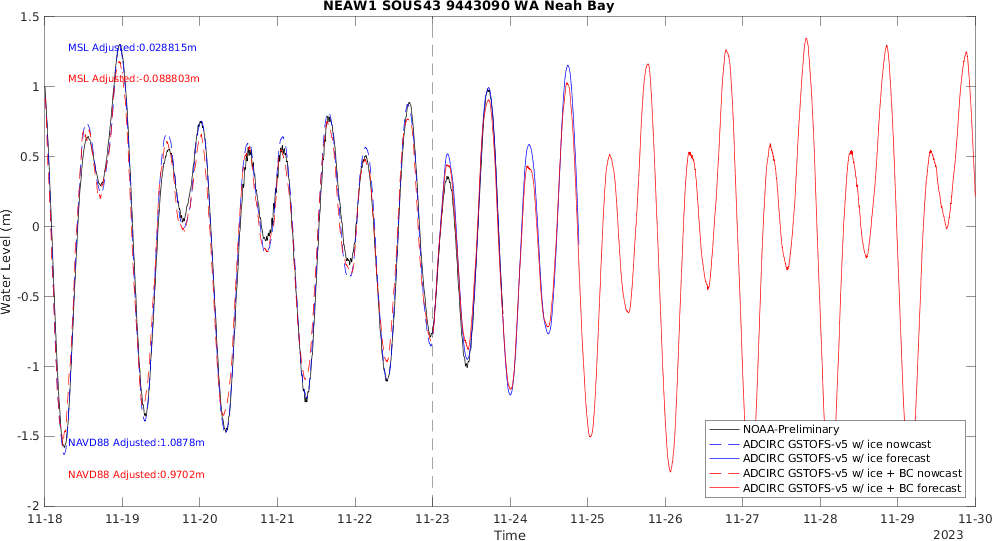 NEAW1 SOUS43 9443090 WA Neah Bay
1.5
MSL Adjusted:0.028815m
MSL Adjusted:-0.088803m
1
0.5
0
-0.5
-1
-1.5
-2
Water Level (m)
NAVD88 Adjusted:1.0878m
NAVD88 Adjusted:0.9702m
NOAA-Preliminary
ADCIRC GSTOFS-v5 w/ ice nowcast
ADCIRC GSTOFS-v5 w/ ice forecast
ADCIRC GSTOFS-v5 w/ ice + BC nowcast
ADCIRC GSTOFS-v5 w/ ice + BC forecast
11-18 11-19 11-20 11-21 11-22 11-23 11-24 11-25 11-26 11-27 11-28 11-29 11-30
Time
2023